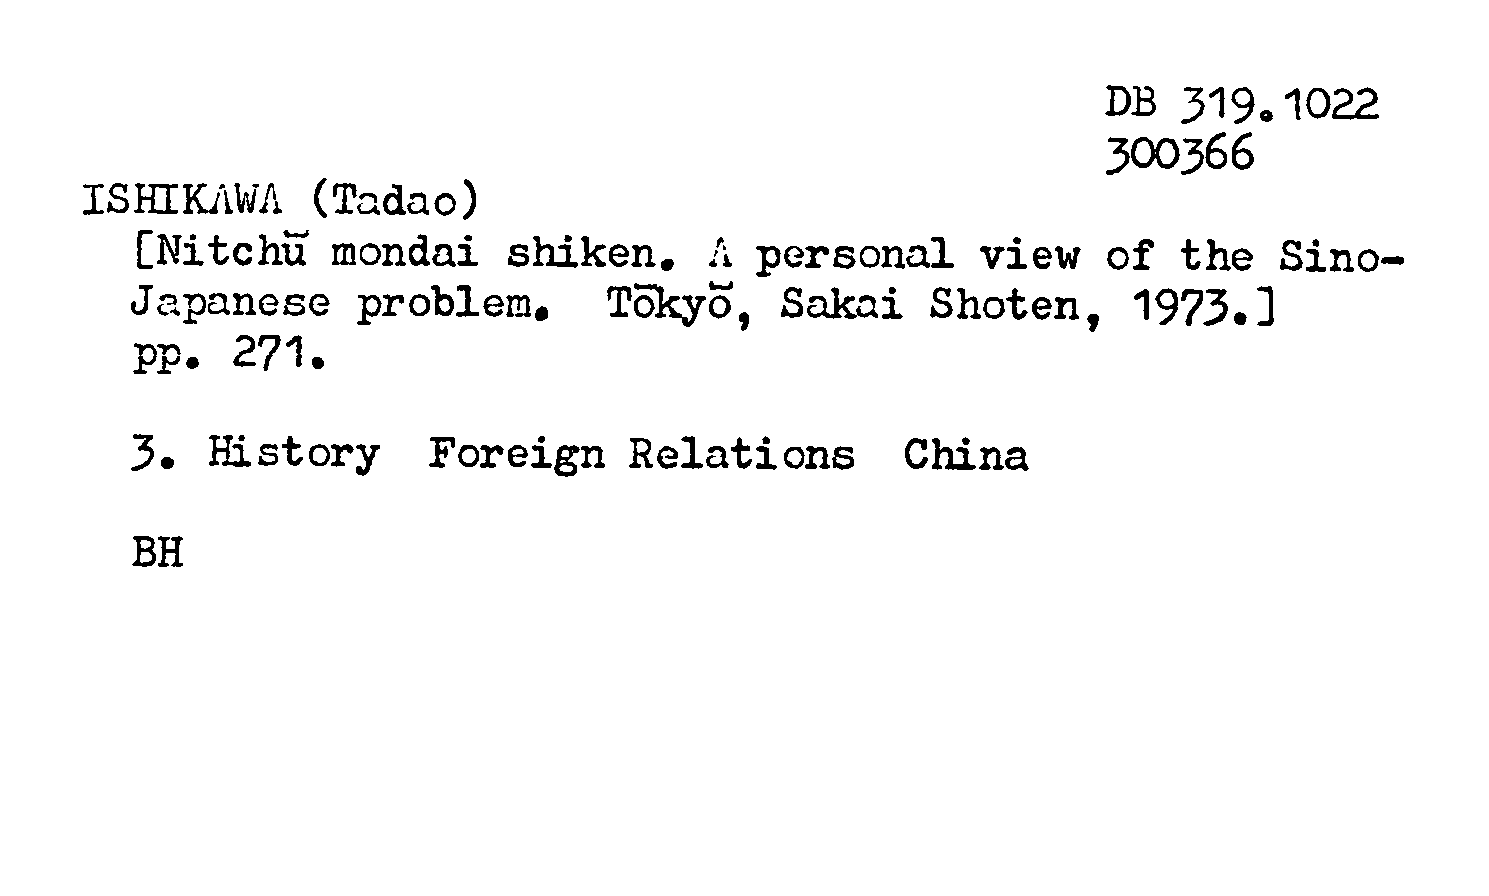 DB 319.1022
300366
ISHIKAWA (Tadao)
[Nitchū mondai shiken. A personal view of the Sino-
Japanese problem. Tōkyō, Sakai Shoten, 1973.]
pp. 271.
3. History Foreign Relations China
BH